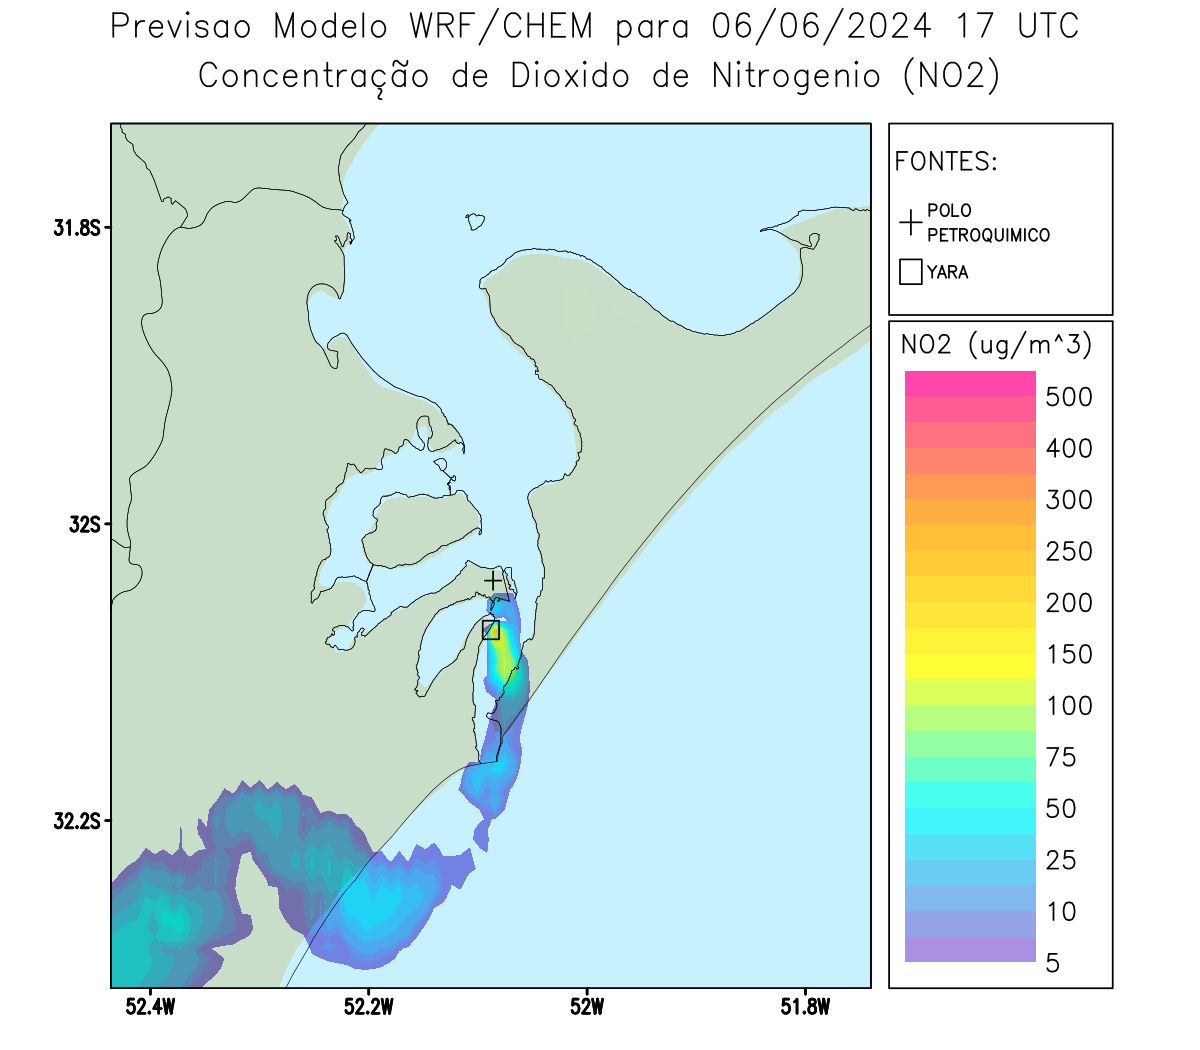 Previsao Modelo WRF/CHEM para 06/06/2024 17 UTC
Concentração de Dioxido de Nitrogenio (NO2)
FONTES:
POLO
PETROQUIMICO
YARA
NO2 (ug/m^3)
500
400
300
250
200
150
100
75
50
25
10
5
31.8S
32S
32.2S
52.4W
52.2W
52W
51.8W